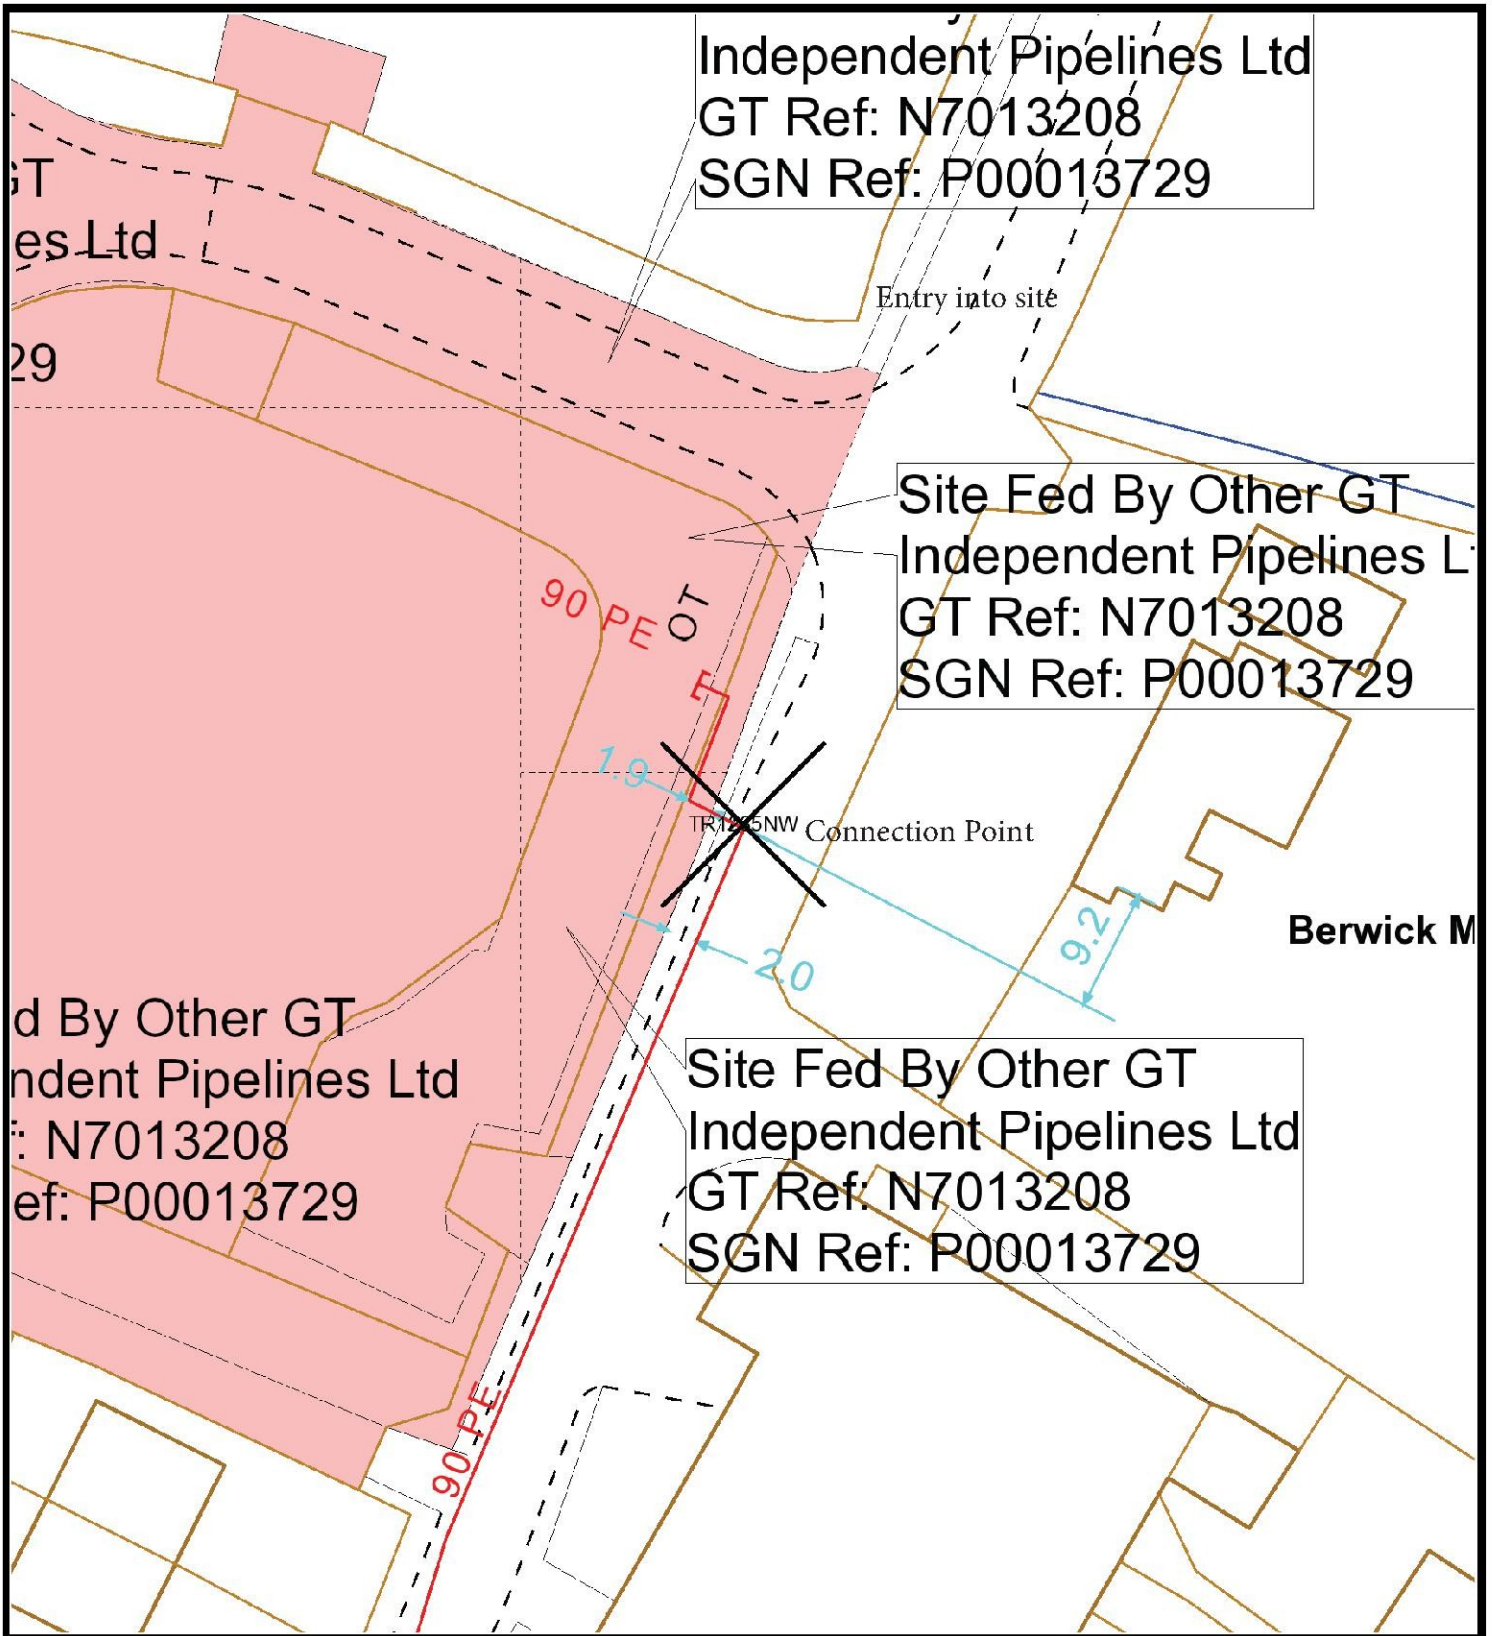 Independent Pipelines Ltd
GT Ref: N7013208
SGN Ref: P00013729
GT
es Ltd
Entry into site
29
Site Fed By Other GT
Independent Pipelines L
GT Ref: N7013208
SGN Ref: P00013729
90 PE
OT
1.9
Connection Point
9.2
Berwick M
2.0
d By Other GT
ndent Pipelines Ltd
f: N7013208
ef: P00013729
Site Fed By Other GT
Independent Pipelines Ltd
GT Ref: N7013208
SGN Ref: P00013729
90 PE